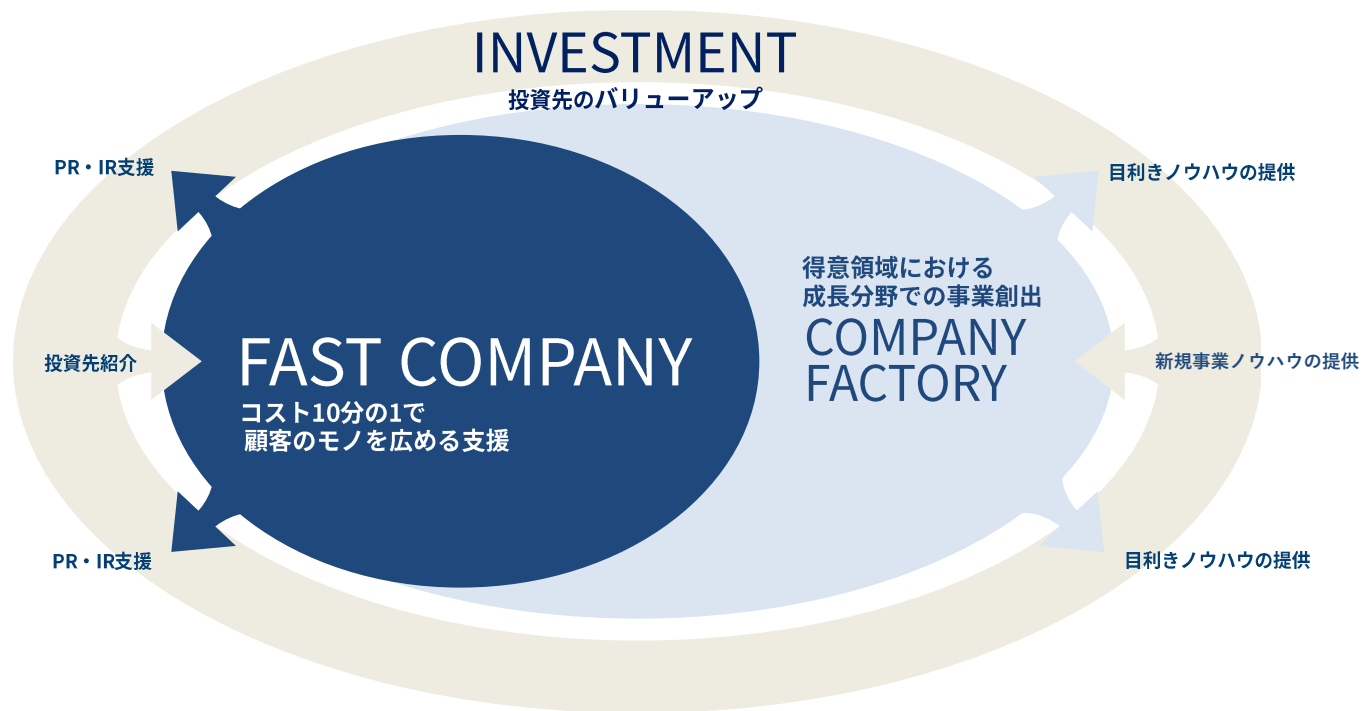 INVESTMENT
投資先のバリューアップ
PR・IR支援
目利きノウハウの提供
得意領域における
成長分野での事業創出
COMPANY
FACTORY
FAST COMPANY
コスト10分の1で
顧客のモノを広める支援
投資先紹介
新規事業ノウハウの提供
PR・IR支援
目利きノウハウの提供